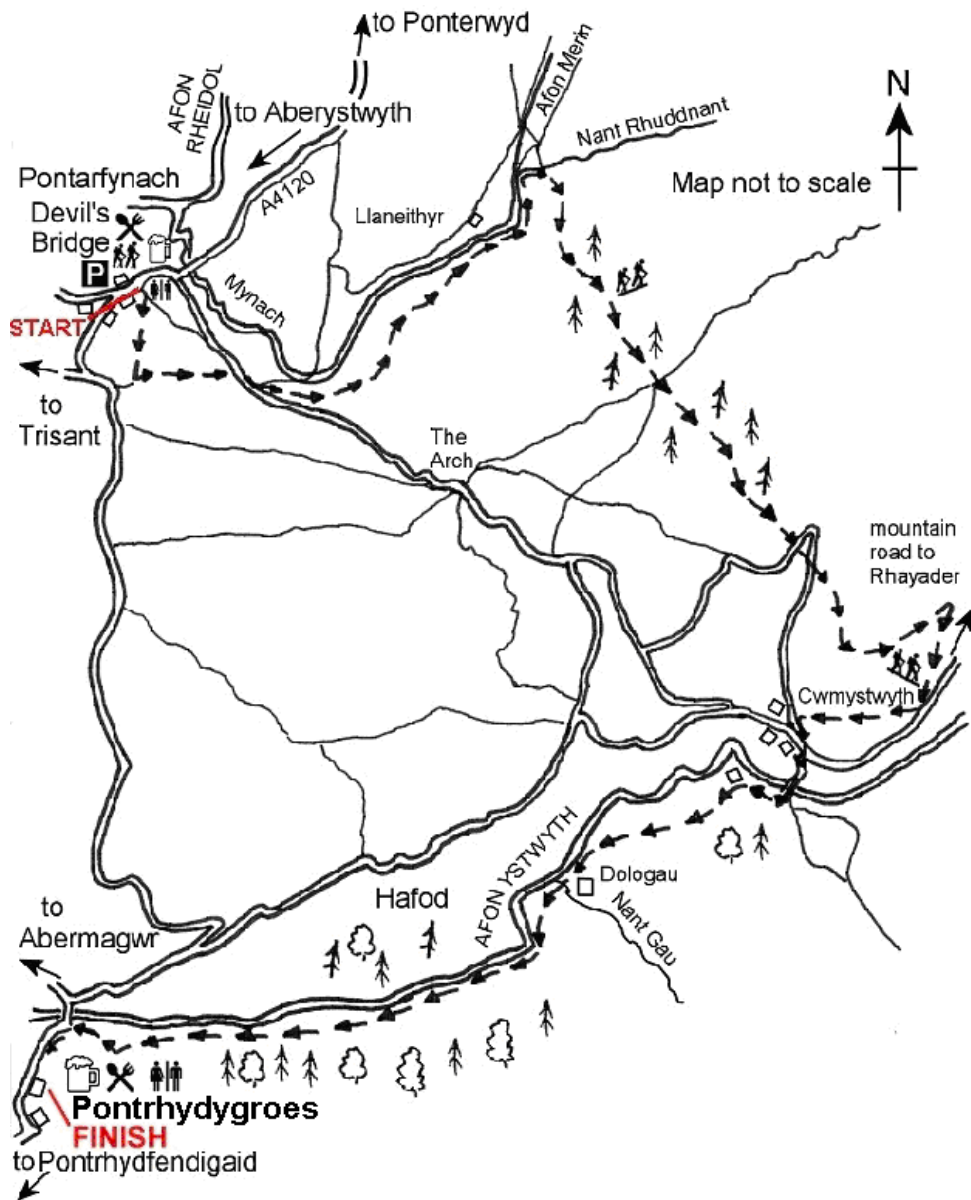 to Ponterwyd
AFON
RHEIDOL
to Aberystwyth
Afon Merin
Nant Rhuddnant
N
Map not to scale
Pontarfynach
Devil's
Bridge
A4120
Llaneithyr
P
Mynach
START
to
Trisant
The
Arch
mountain
road to
Rhayader
Cwmystwyth
AFON YSTWYTH
Dologau
Nant Gau
Hafod
to
Abermagwr
Pontrhydygroes
FINISH
to Pontrhydfendigaid